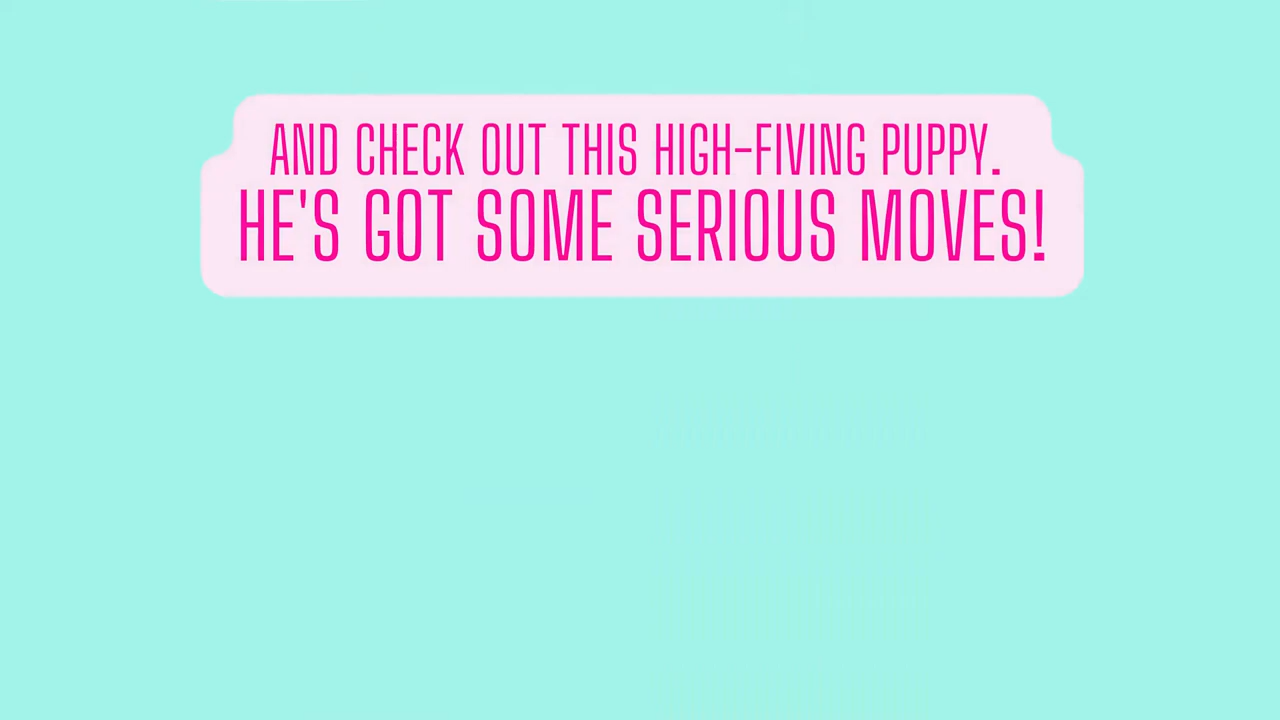 AND CHECK OUT THIS HIGH-FIVING PUPPY.
HE'S GOT SOME SERIOUS MOVES!